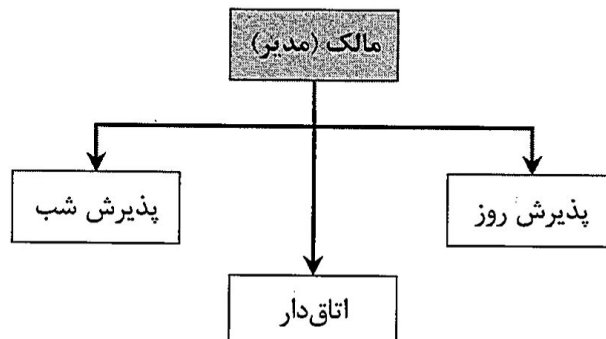 مالک (مدیر)
پذیرش روز
پذیرش شب
اتاق‌دار